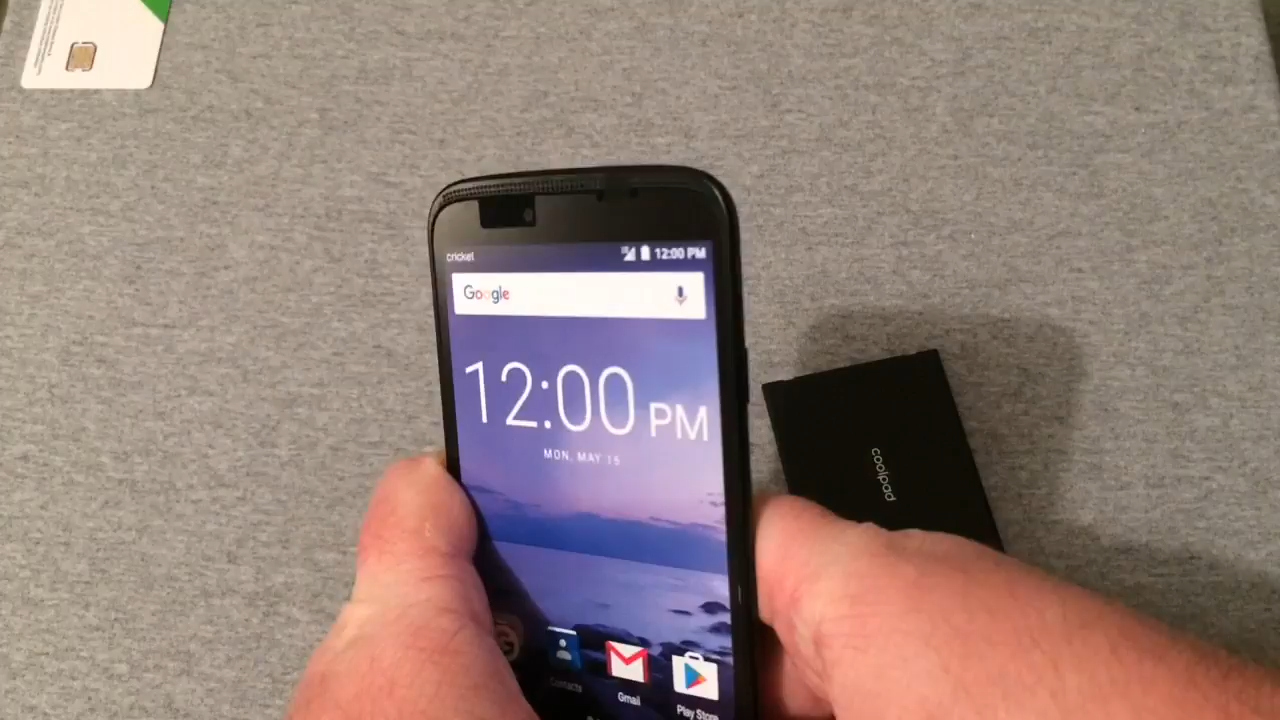 cricket 12:00 PM
Google
12:00 PM
MON, MAY 15
coolpad
Contacts
Gmail
Play Store